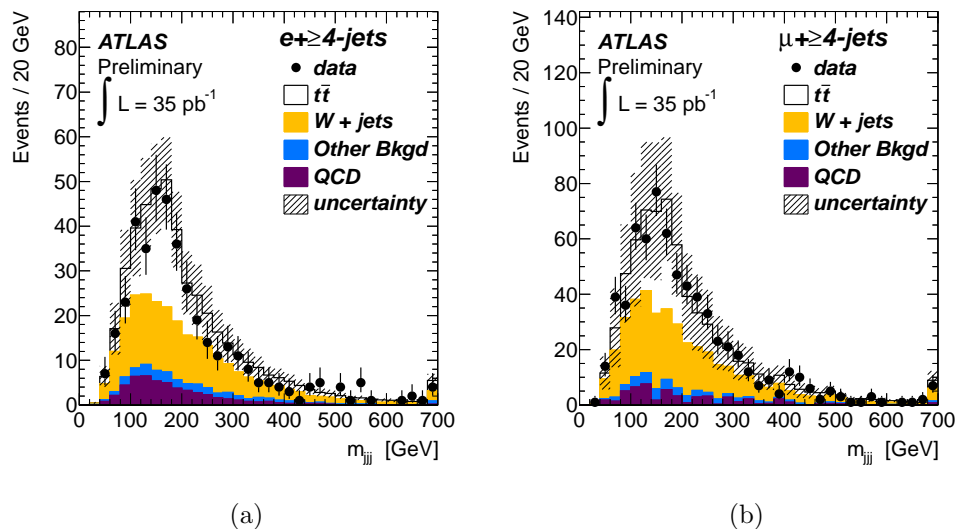 Events / 20 GeV
80
70
60
50
40
30
20
10
0
ATLAS
Preliminary
∫ L = 35 pb⁻¹
e+≥4-jets
data
tt̄
W + jets
Other Bkgd
QCD
uncertainty
0 100 200 300 400 500 600 700
m_jjj [GeV]
(a)
Events / 20 GeV
140
120
100
80
60
40
20
0
ATLAS
Preliminary
∫ L = 35 pb⁻¹
μ+≥4-jets
data
tt̄
W + jets
Other Bkgd
QCD
uncertainty
0 100 200 300 400 500 600 700
m_jjj [GeV]
(b)